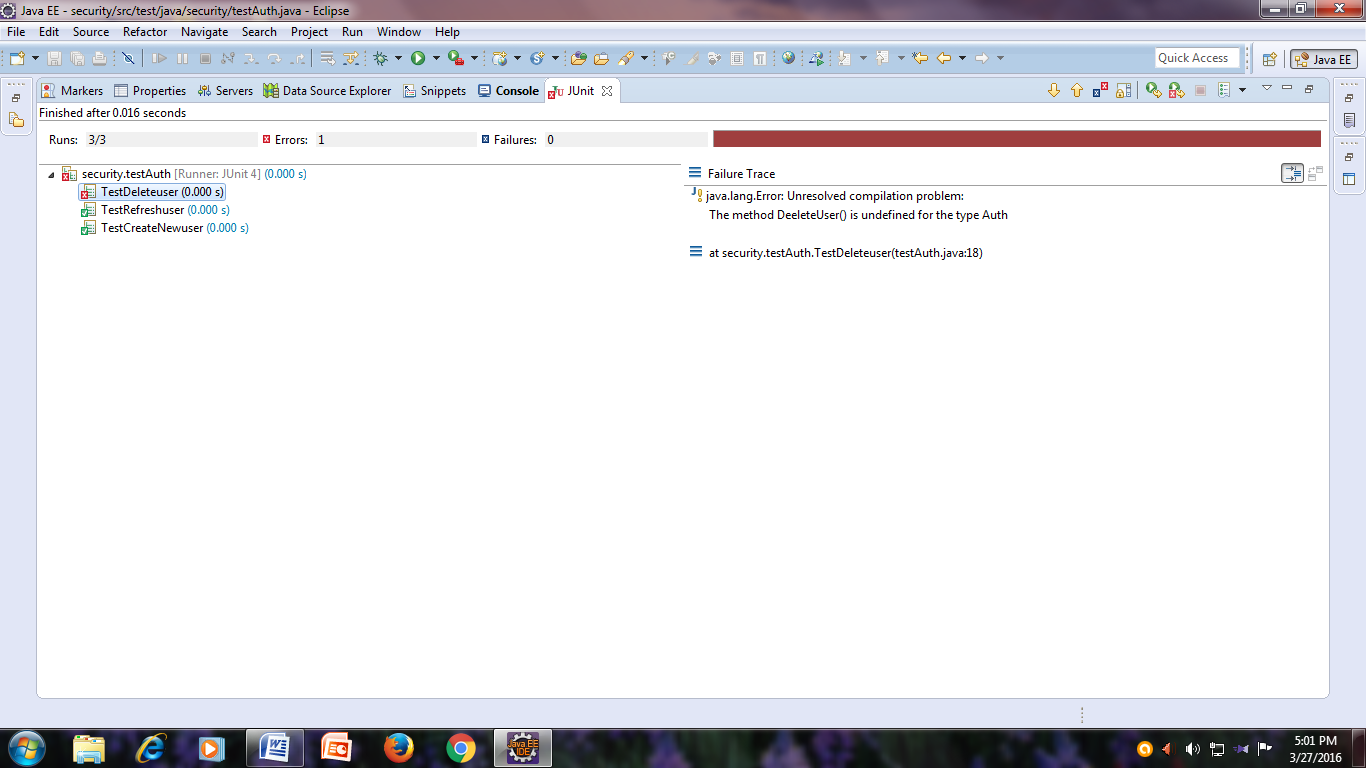 Java EE - security/src/test/java/security/testAuth.java - Eclipse
File Edit Source Refactor Navigate Search Project Run Window Help
Quick Access Java EE
Markers Properties Servers Data Source Explorer Snippets Console JUnit
Finished after 0.016 seconds
Runs: 3/3 Errors: 1 Failures: 0
security.testAuth [Runner: JUnit 4] (0.000 s)
TestDeleteuser (0.000 s)
TestRefreshuser (0.000 s)
TestCreateNewuser (0.000 s)
Failure Trace
java.lang.Error: Unresolved compilation problem:
The method DeeleteUser() is undefined for the type Auth
at security.testAuth.TestDeleteuser(testAuth.java:18)
Java EE
IDE
5:01 PM
3/27/2016